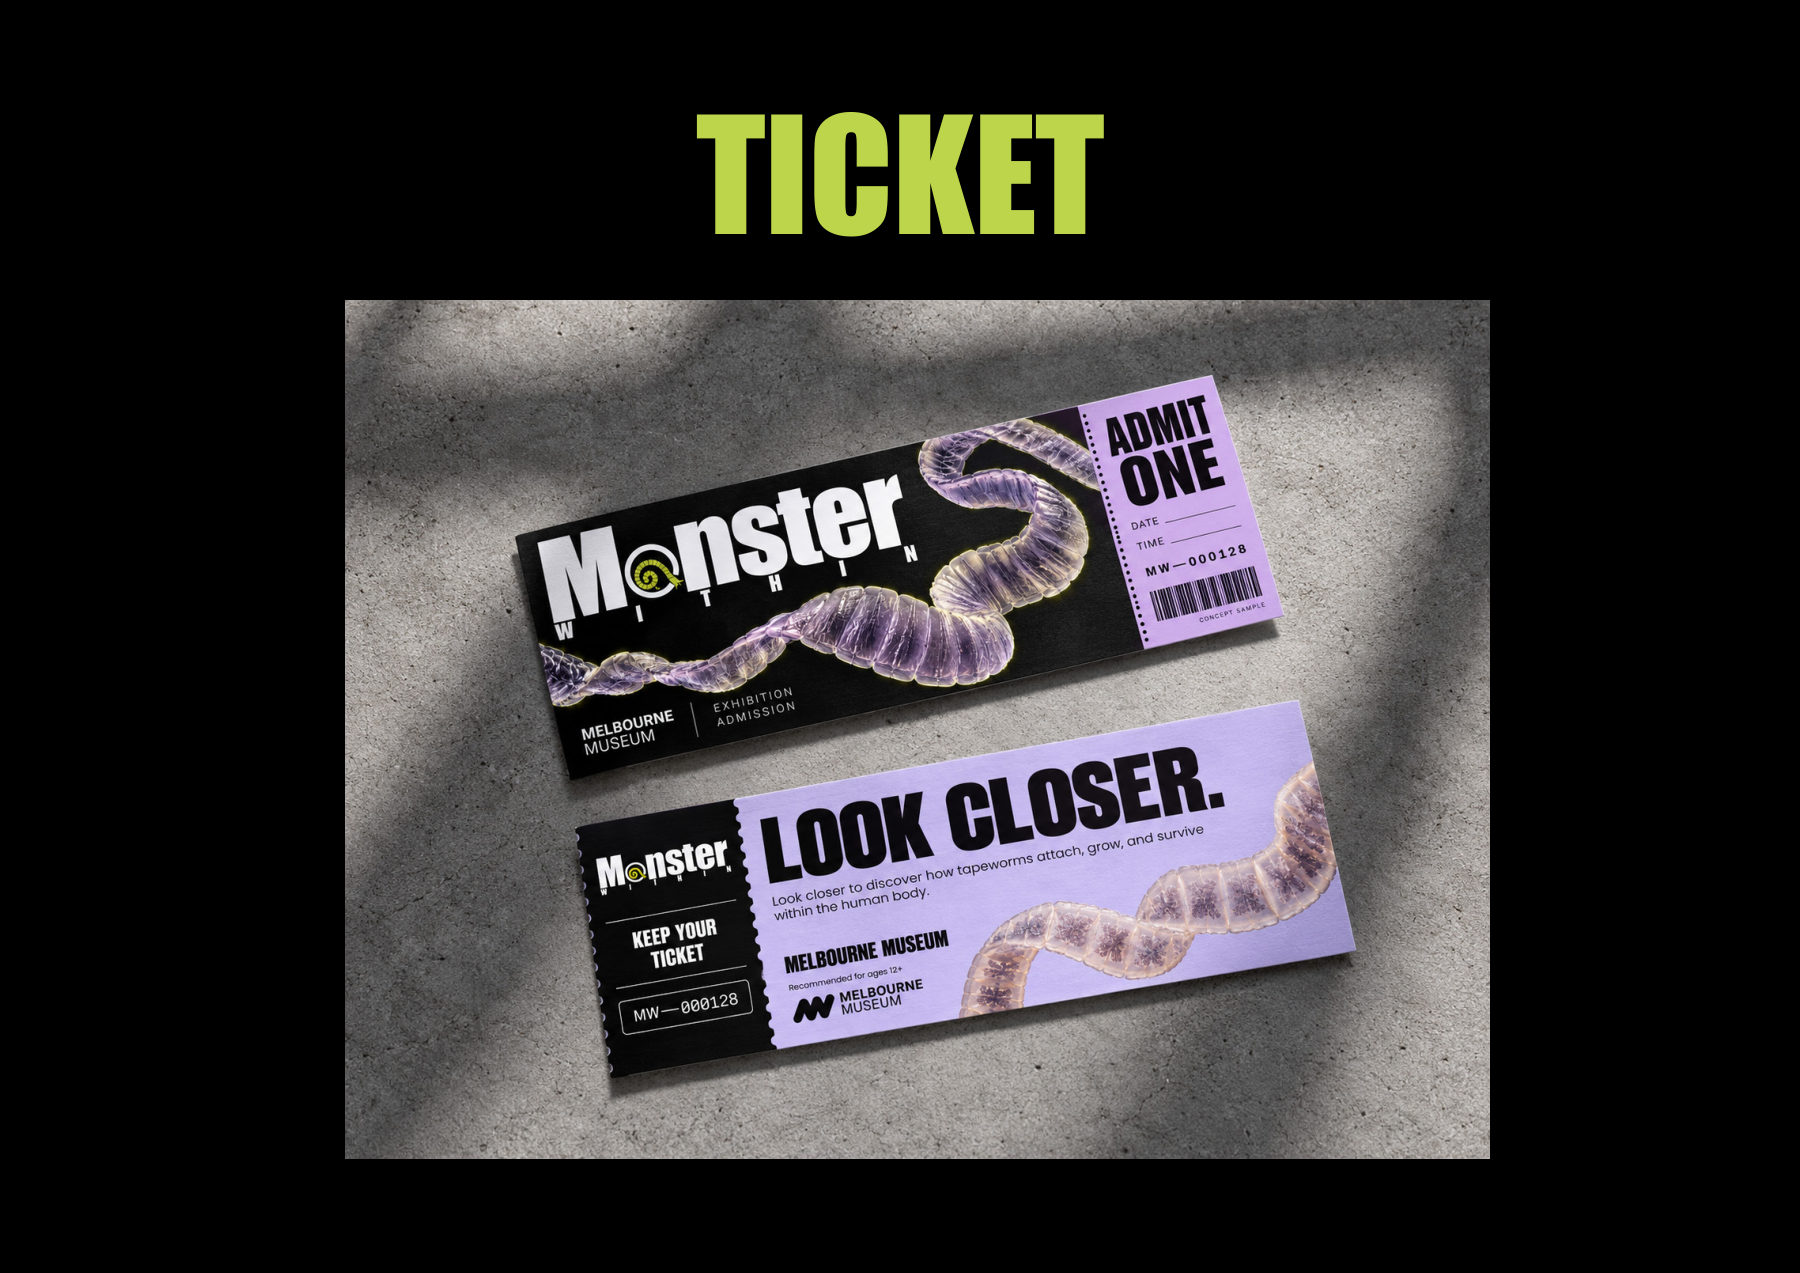 TICKET
Monster
WITHIN
MELBOURNE
MUSEUM
EXHIBITION
ADMISSION
ADMIT
ONE
DATE
TIME
MW—000128
CONCEPT SAMPLE
Monster
WITHIN
KEEP YOUR
TICKET
MW—000128
LOOK CLOSER.
Look closer to discover how tapeworms attach, grow, and survive
within the human body.
MELBOURNE MUSEUM
Recommended for ages 12+
MELBOURNE
MUSEUM